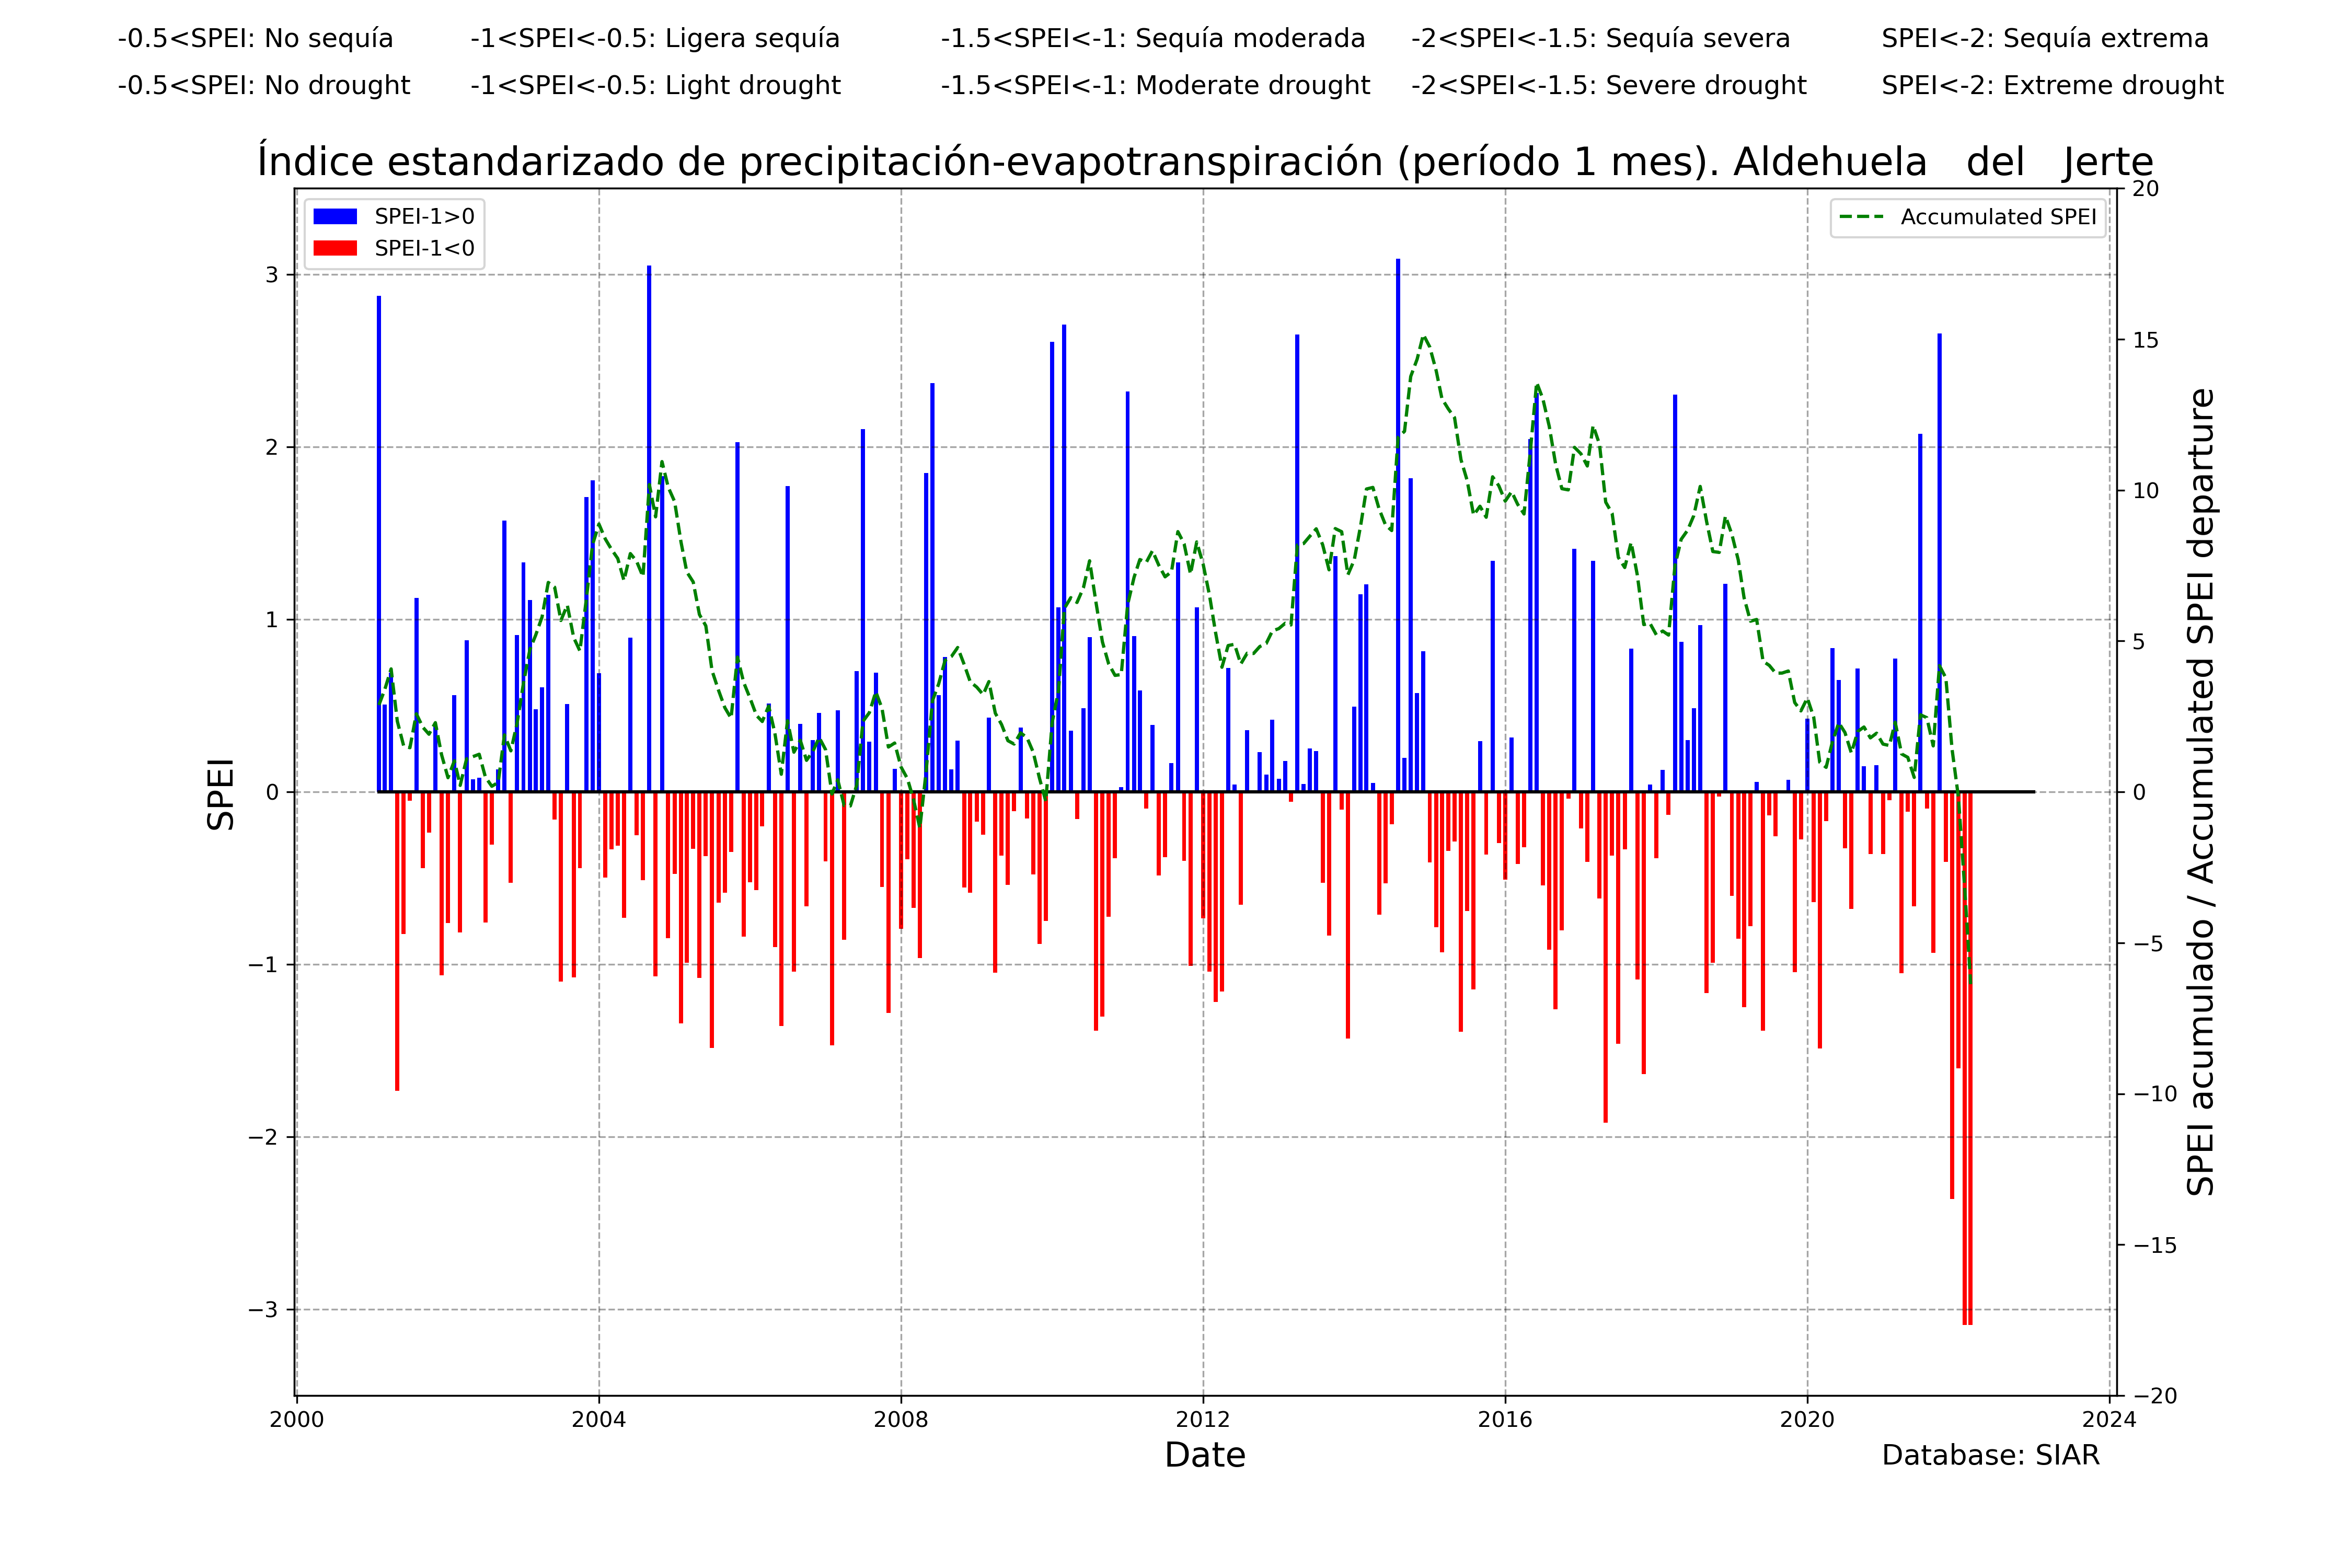 -0.5<SPEI: No sequía -1<SPEI<-0.5: Ligera sequía -1.5<SPEI<-1: Sequía moderada -2<SPEI<-1.5: Sequía severa SPEI<-2: Sequía extrema
-0.5<SPEI: No drought -1<SPEI<-0.5: Light drought -1.5<SPEI<-1: Moderate drought -2<SPEI<-1.5: Severe drought SPEI<-2: Extreme drought
Índice estandarizado de precipitación-evapotranspiración (período 1 mes). Aldehuela del Jerte
SPEI-1>0
SPEI-1<0
Accumulated SPEI
SPEI
3
2
1
0
−1
−2
−3
20
15
10
5
0
−5
−10
−15
−20
SPEI acumulado / Accumulated SPEI departure
2000 2004 2008 2012 2016 2020 2024
Date
Database: SIAR